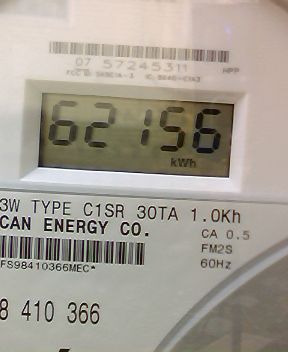 07 57245311 HPP
62156
kWh
3W TYPE C1SR 30TA 1.0Kh
CAN ENERGY CO.
CA 0.5
FM2S
FS98410366MEC*
60Hz
8 410 366